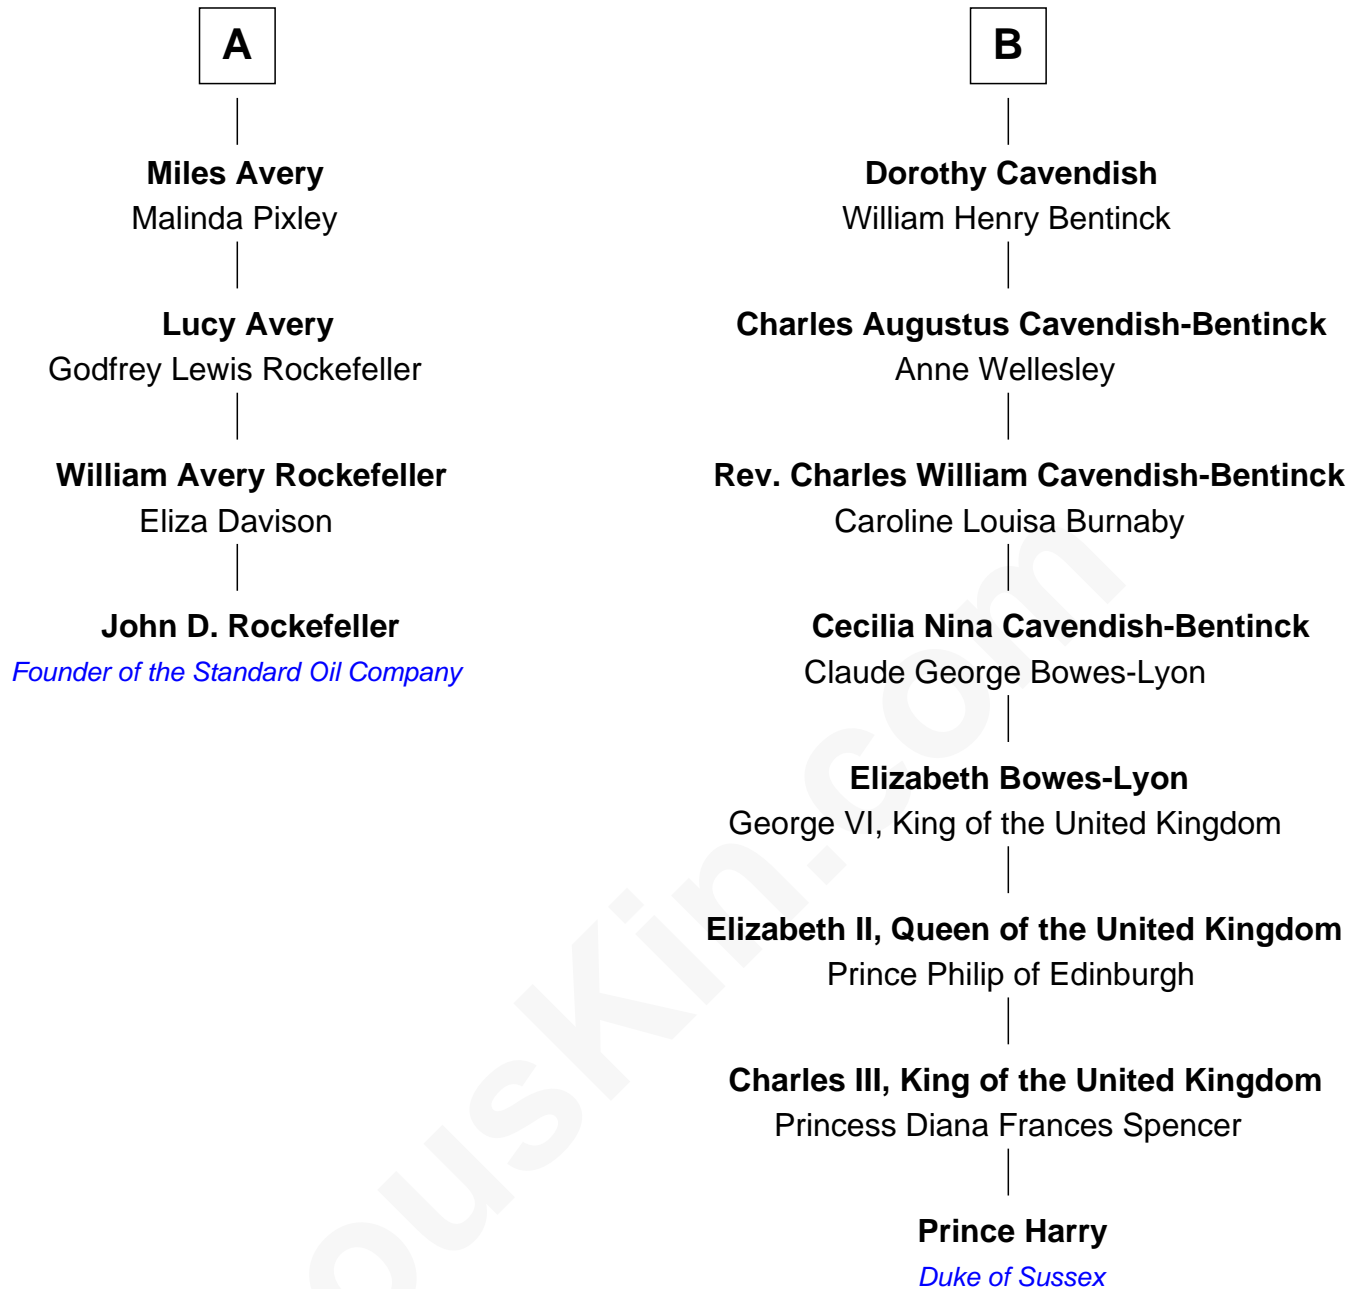 A
Miles Avery
Malinda Pixley
Lucy Avery
Godfrey Lewis Rockefeller
William Avery Rockefeller
Eliza Davison
John D. Rockefeller
Founder of the Standard Oil Company
B
Dorothy Cavendish
William Henry Bentinck
Charles Augustus Cavendish-Bentinck
Anne Wellesley
Rev. Charles William Cavendish-Bentinck
Caroline Louisa Burnaby
Cecilia Nina Cavendish-Bentinck
Claude George Bowes-Lyon
Elizabeth Bowes-Lyon
George VI, King of the United Kingdom
Elizabeth II, Queen of the United Kingdom
Prince Philip of Edinburgh
Charles III, King of the United Kingdom
Princess Diana Frances Spencer
Prince Harry
Duke of Sussex
ousKin.com